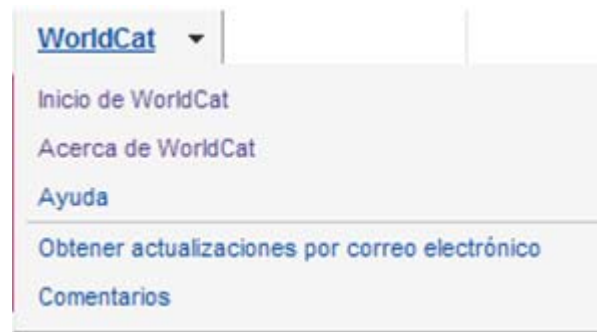 WorldCat
Inicio de WorldCat
Acerca de WorldCat
Ayuda
Obtener actualizaciones por correo electrónico
Comentarios